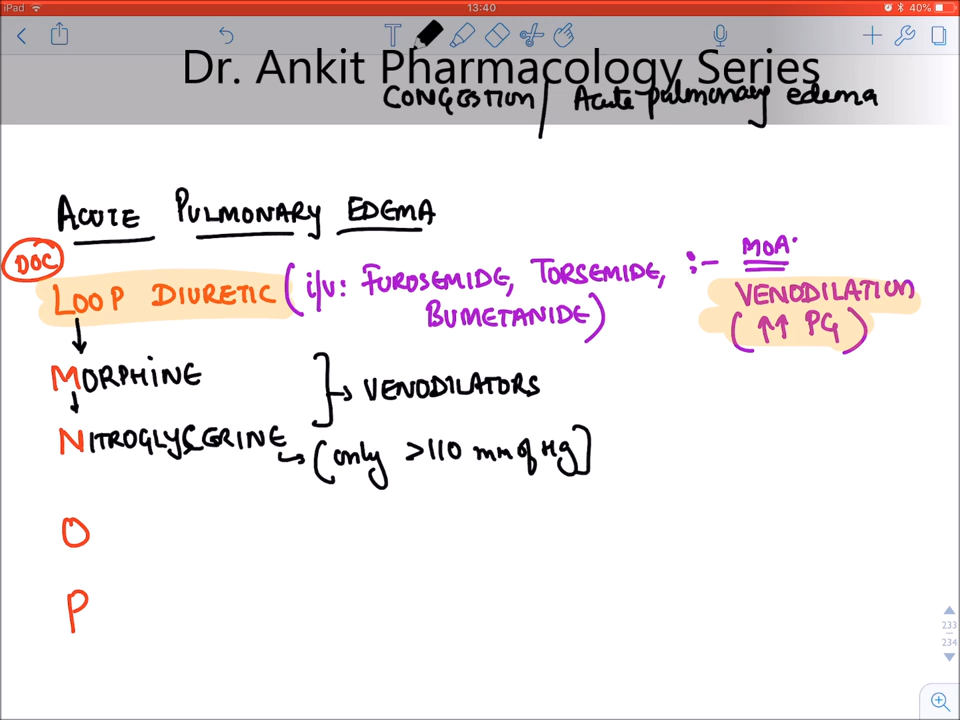 iPad 13:40 40%
T
Dr. Ankit Pharmacology Series
CONGESTION / Acute pulmonary edema
ACUTE PULMONARY EDEMA
DOC
LOOP DIURETIC (i/v: FUROSEMIDE, TORSEMIDE, BUMETANIDE) :- MOA
VENODILATION
(↑↑ PG)
MORPHINE
} → VENODILATORS
NITROGLYCERINE → (only >110 mm of Hg]
O
P
233
234